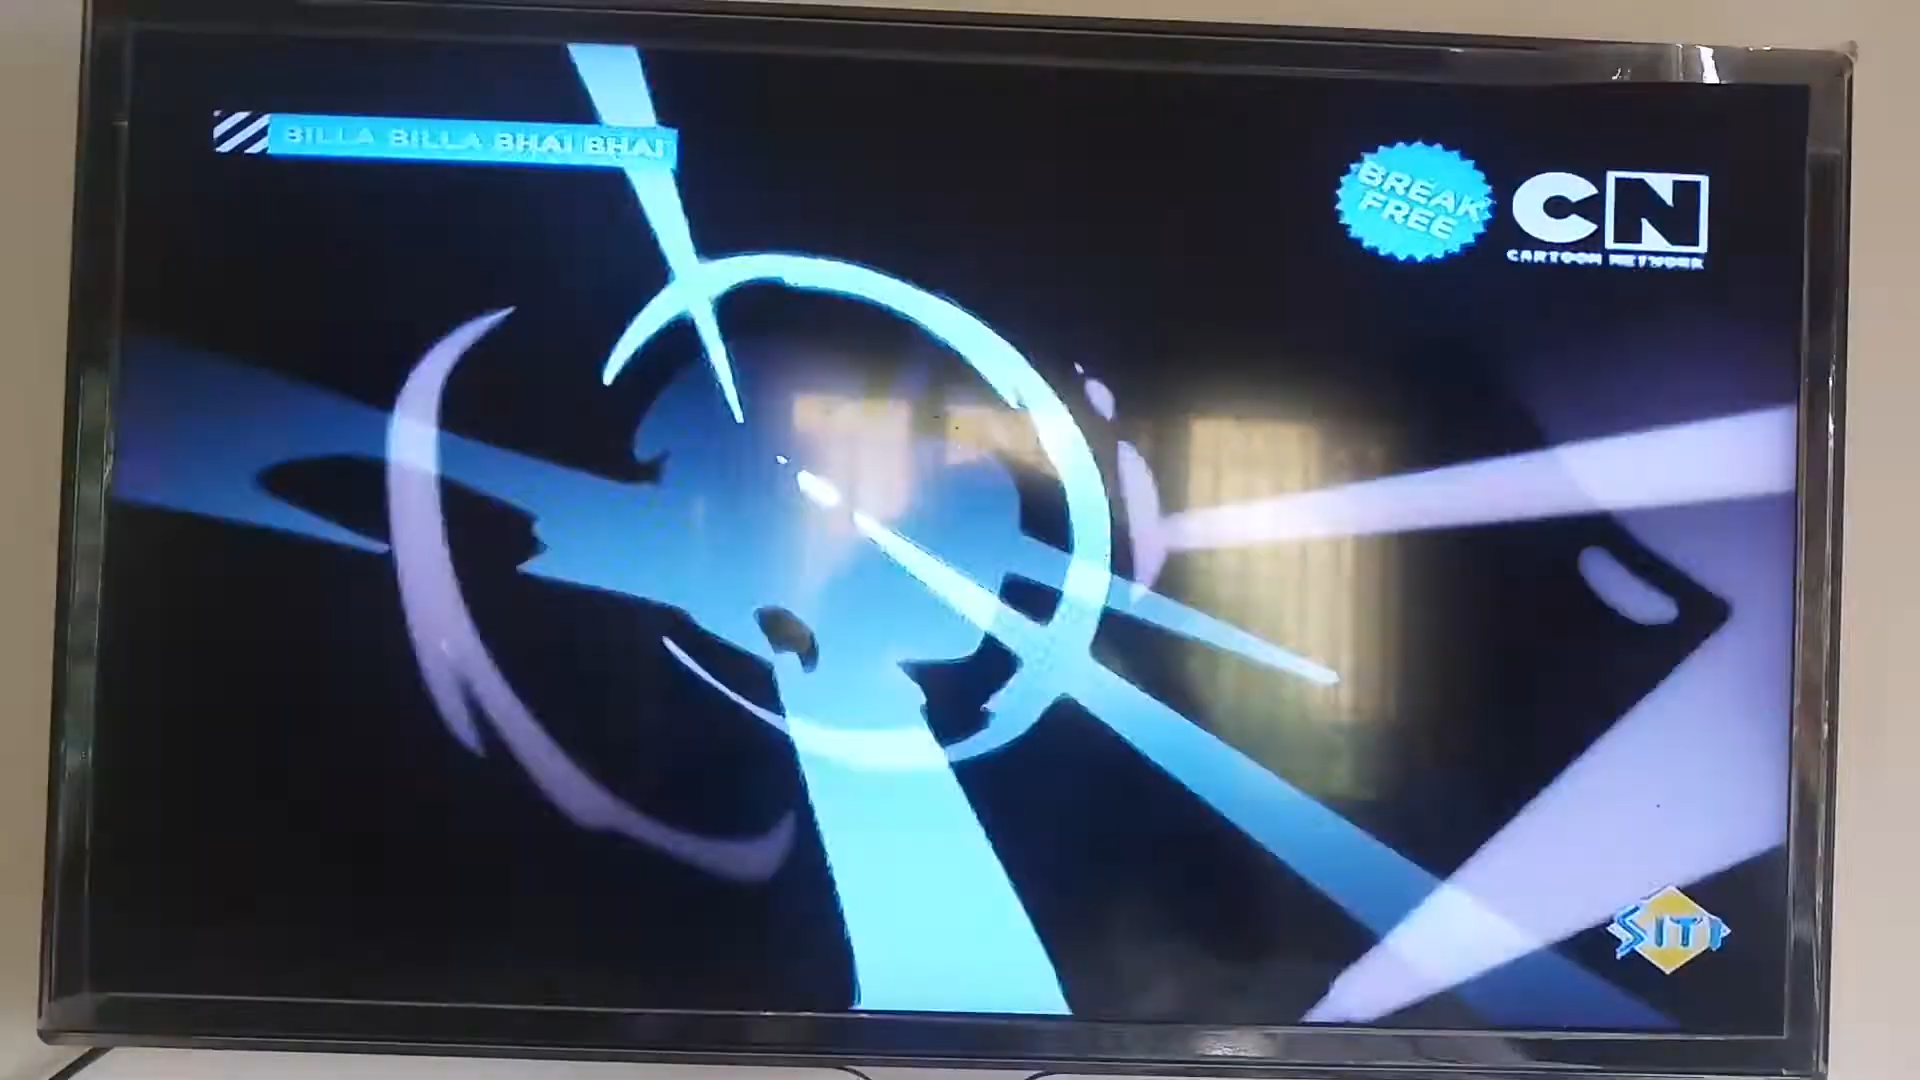 BILLA BILLA BHAI BHAI
BREAK
FREE
CN
CARTOON NETWORK
SITI